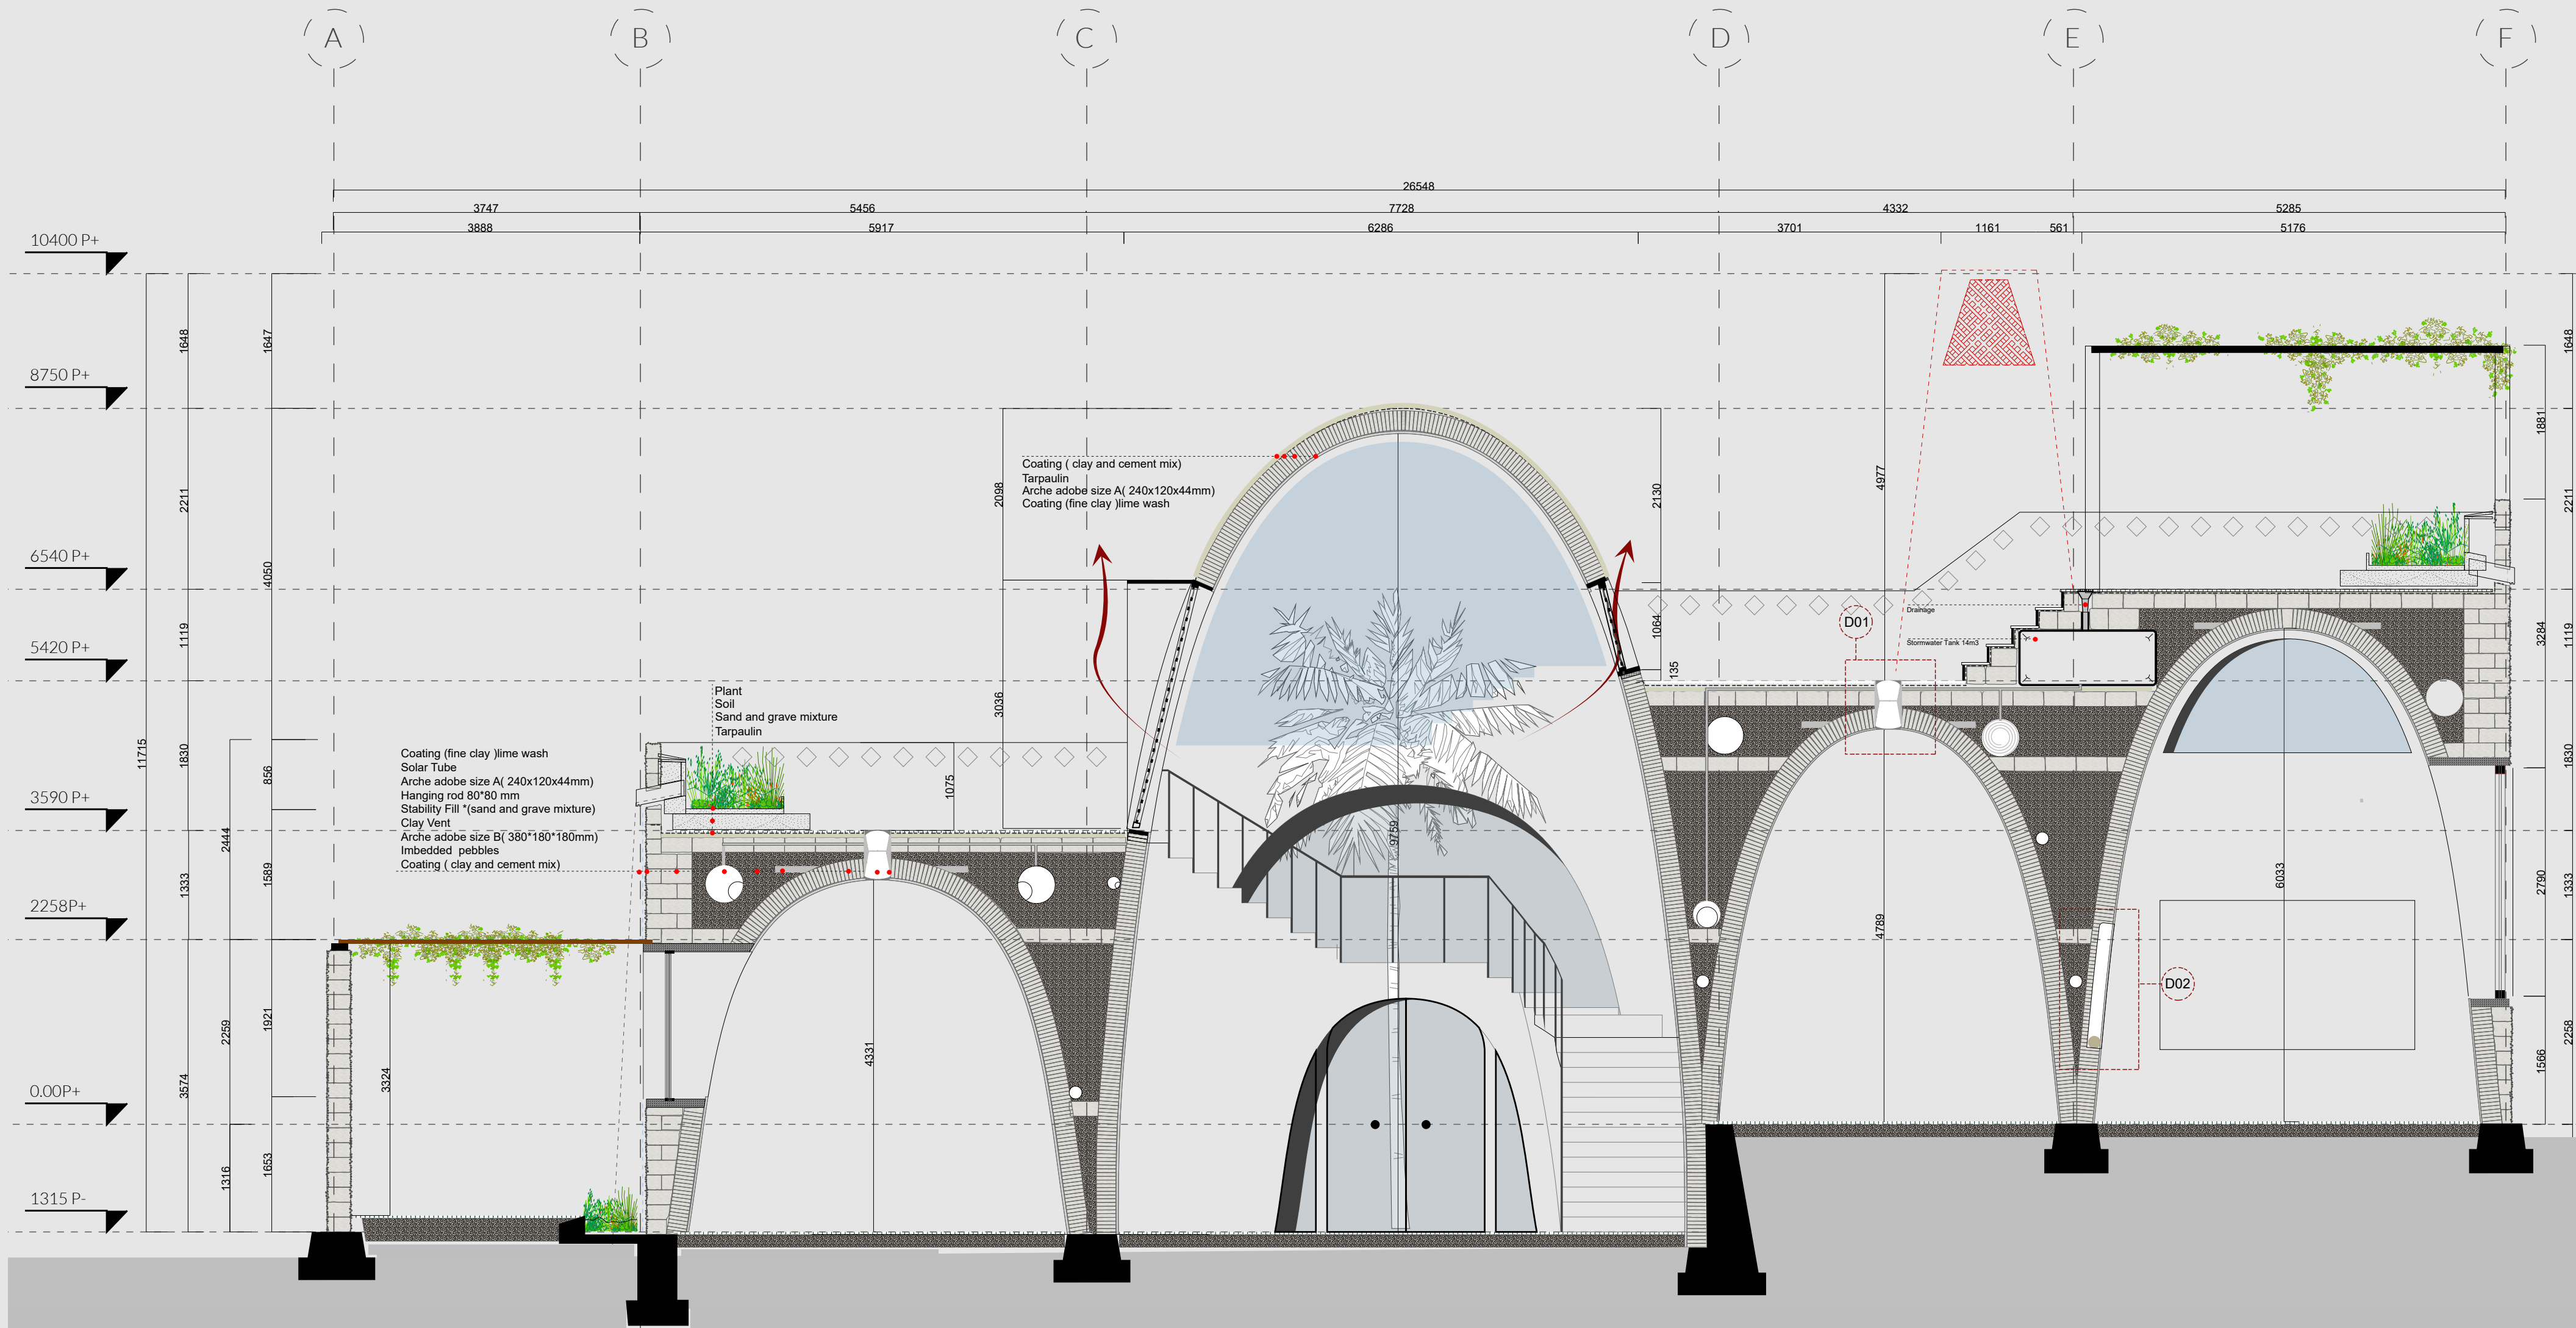 A
B
C
D
E
F
26548
3747
5456
7728
4332
5285
3888
5917
6286
3701
1161
561
5176
10400 P+
8750 P+
6540 P+
5420 P+
3590 P+
2258P+
0.00P+
1315 P-
11715
1648
2211
1119
1830
1333
3574
2444
2259
1316
1647
4050
856
1589
1921
1653
3324
Coating (fine clay )lime wash
Solar Tube
Arche adobe size A( 240x120x44mm)
Hanging rod 80*80 mm
Stability Fill *(sand and grave mixture)
Clay Vent
Arche adobe size B( 380*180*180mm)
Imbedded  pebbles
Coating ( clay and cement mix)
Plant
Soil
Sand and grave mixture
Tarpaulin
1075
4331
2098
3036
Coating ( clay and cement mix)
Tarpaulin
Arche adobe size A( 240x120x44mm)
Coating (fine clay )lime wash
9759
2130
1064
135
4977
4789
D01
Drainage
Stormwater Tank 14m3
D02
6033
1881
3284
2790
1566
1648
2211
1119
1830
1333
2258